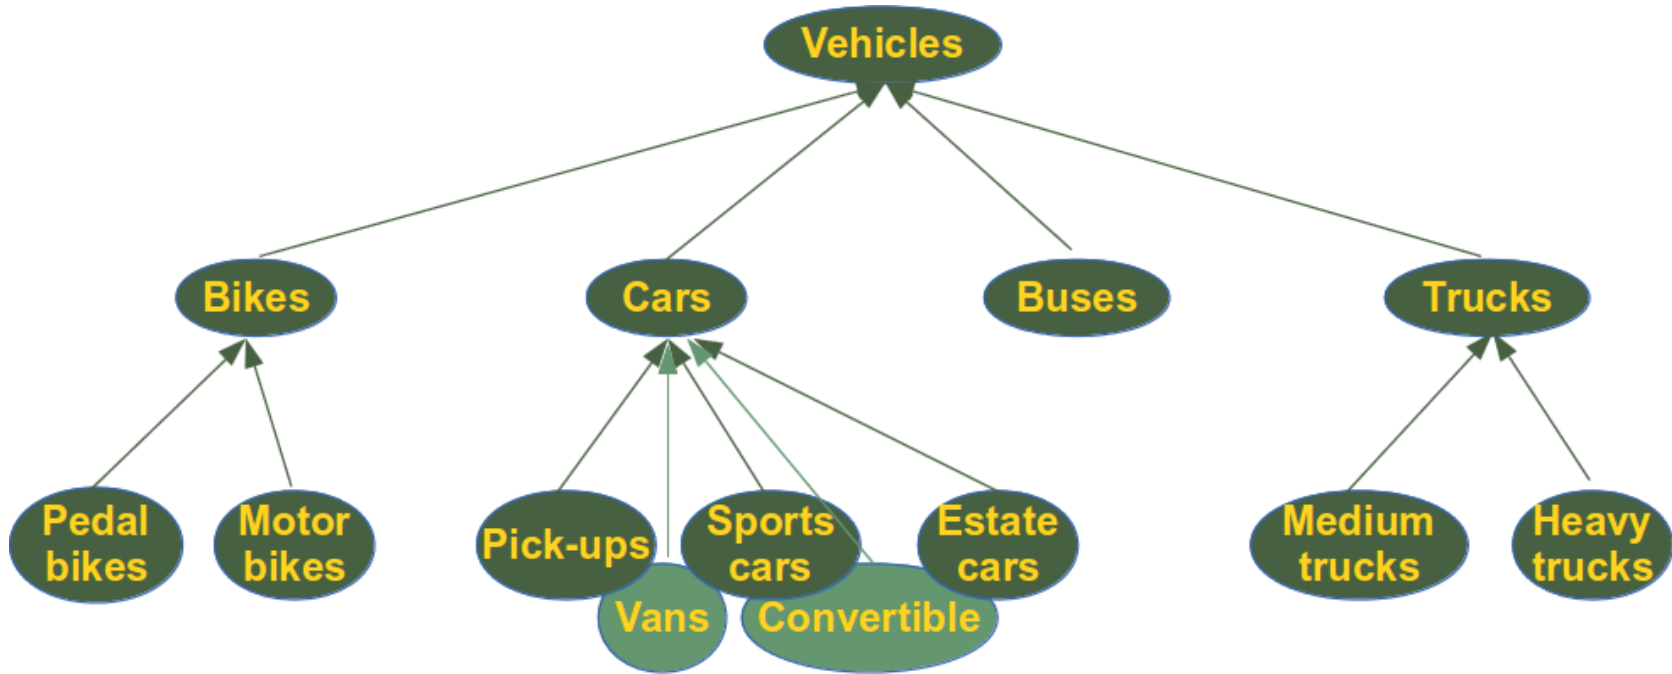 Vehicles
Bikes
Cars
Buses
Trucks
Pedal
bikes
Motor
bikes
Pick-ups
Sports
cars
Estate
cars
Medium
trucks
Heavy
trucks
Vans
Convertible